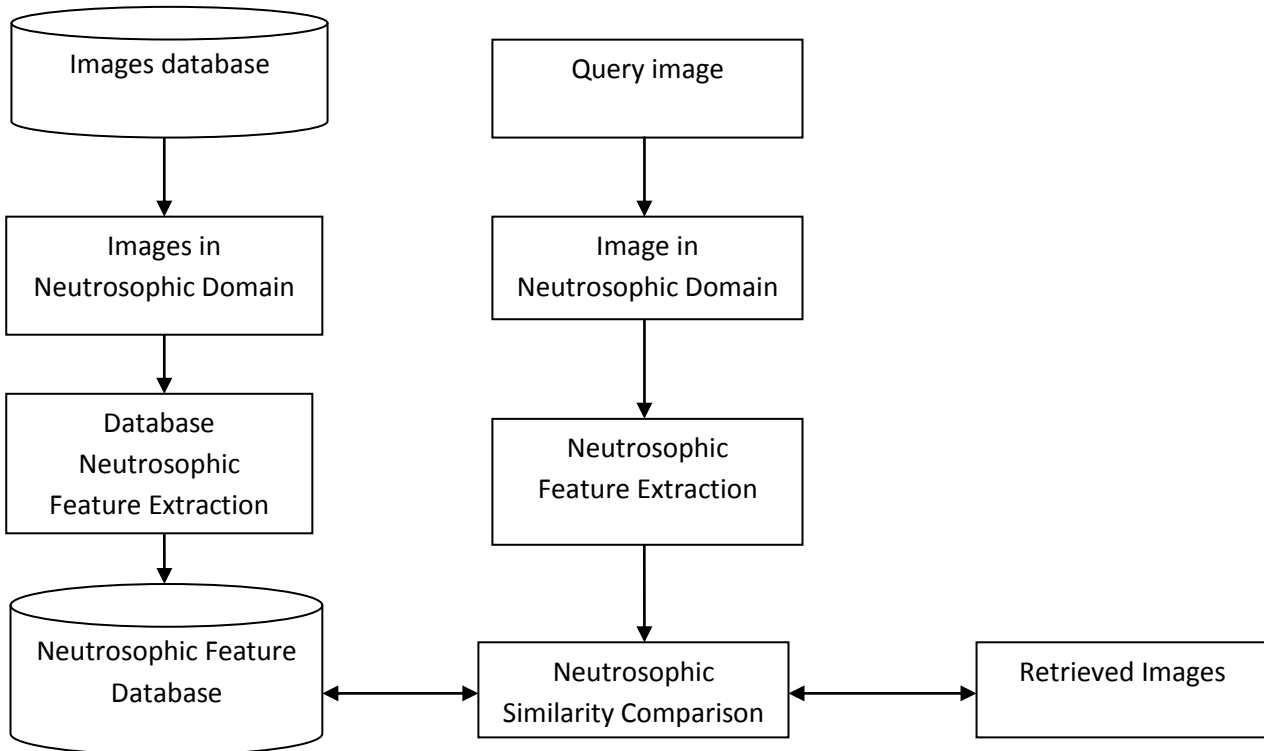 Images database
Query image
Images in
Neutrosophic Domain
Image in
Neutrosophic Domain
Database
Neutrosophic
Feature Extraction
Neutrosophic
Feature Extraction
Neutrosophic Feature
Database
Neutrosophic
Similarity Comparison
Retrieved Images